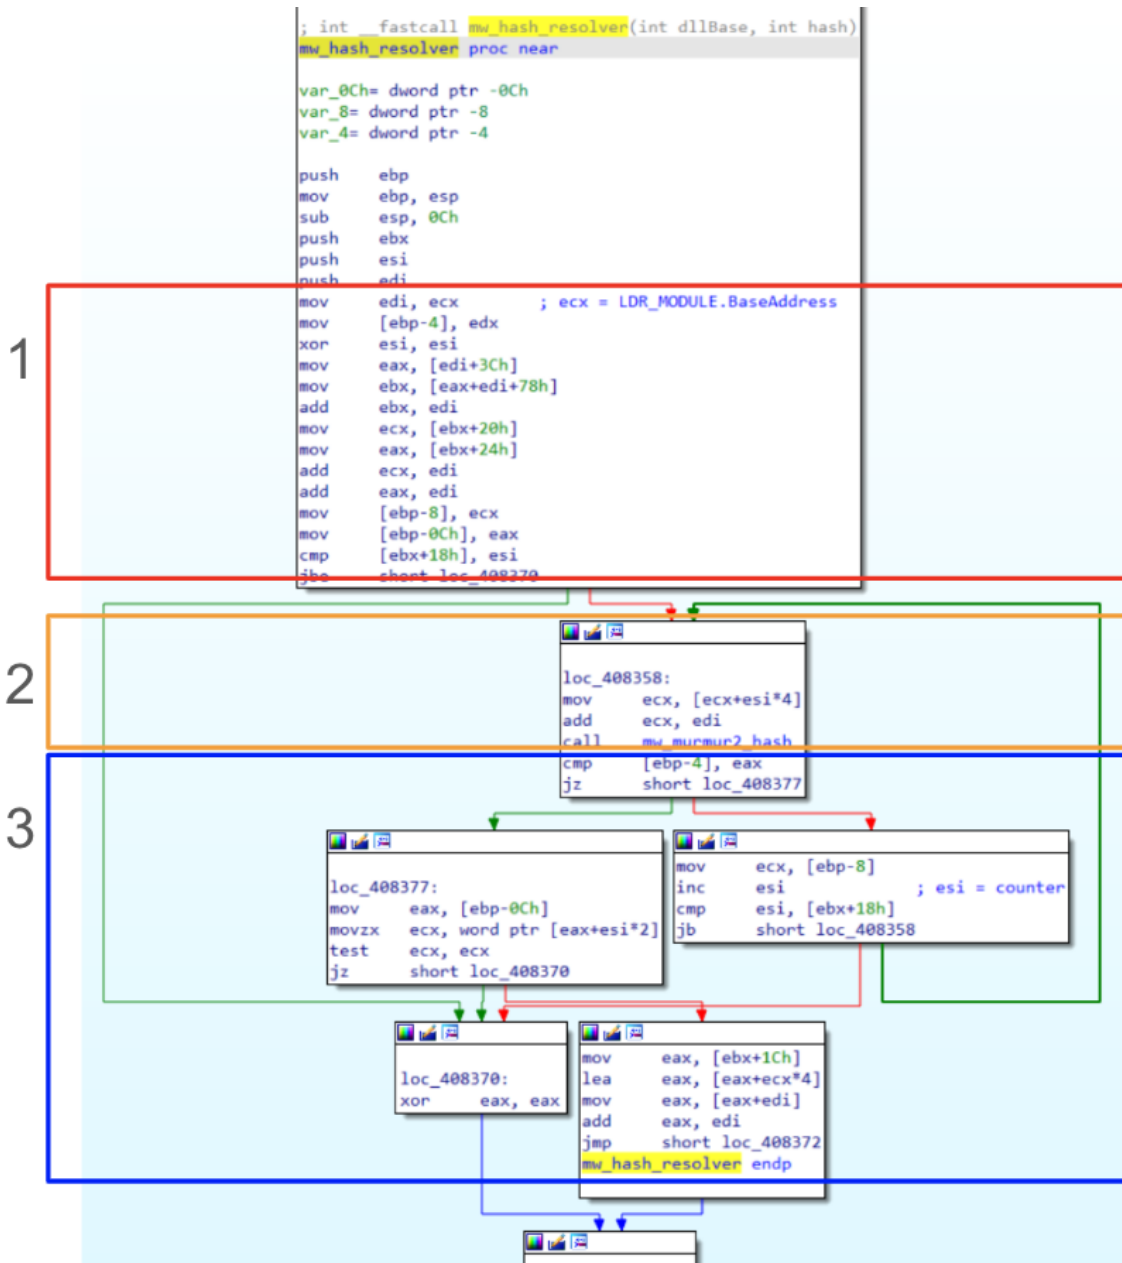 ; int __fastcall mw_hash_resolver(int dllBase, int hash)
mw_hash_resolver proc near
var_0Ch= dword ptr -0Ch
var_8= dword ptr -8
var_4= dword ptr -4
push ebp
mov ebp, esp
sub esp, 0Ch
push ebx
push esi
push edi
1
mov edi, ecx ; ecx = LDR_MODULE.BaseAddress
mov [ebp-4], edx
xor esi, esi
mov eax, [edi+3Ch]
mov ebx, [eax+edi+78h]
add ebx, edi
mov ecx, [ebx+20h]
mov eax, [ebx+24h]
add ecx, edi
add eax, edi
mov [ebp-8], ecx
mov [ebp-0Ch], eax
cmp [ebx+18h], esi
jbe short loc_408370
2
loc_408358:
mov ecx, [ecx+esi*4]
add ecx, edi
call mw_murmur2_hash
3
cmp [ebp-4], eax
jz short loc_408377
loc_408377:
mov eax, [ebp-0Ch]
movzx ecx, word ptr [eax+esi*2]
test ecx, ecx
jz short loc_408370
mov ecx, [ebp-8]
inc esi ; esi = counter
cmp esi, [ebx+18h]
jb short loc_408358
loc_408370:
xor eax, eax
mov eax, [ebx+1Ch]
lea eax, [eax+ecx*4]
mov eax, [eax+edi]
add eax, edi
jmp short loc_408372
mw_hash_resolver endp